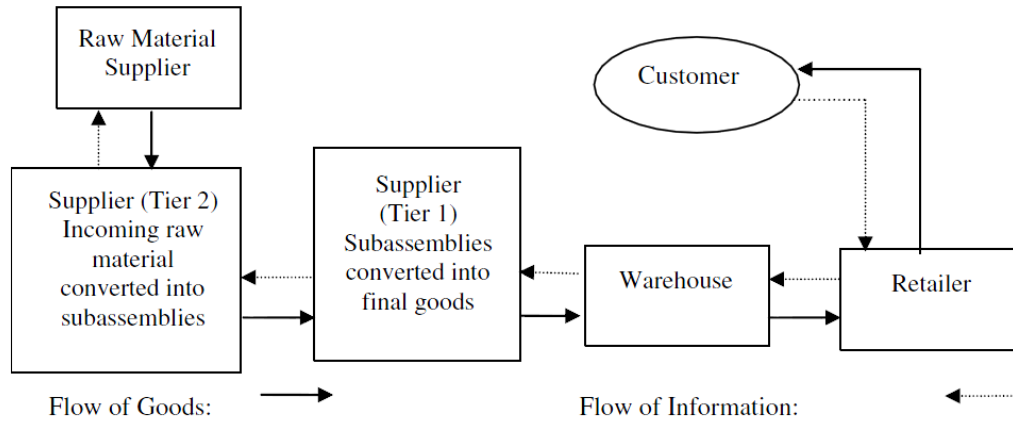 Raw Material
Supplier
Customer
Supplier (Tier 2)
Incoming raw
material
converted into
subassemblies
Supplier
(Tier 1)
Subassemblies
converted into
final goods
Warehouse
Retailer
Flow of Goods:
Flow of Information: